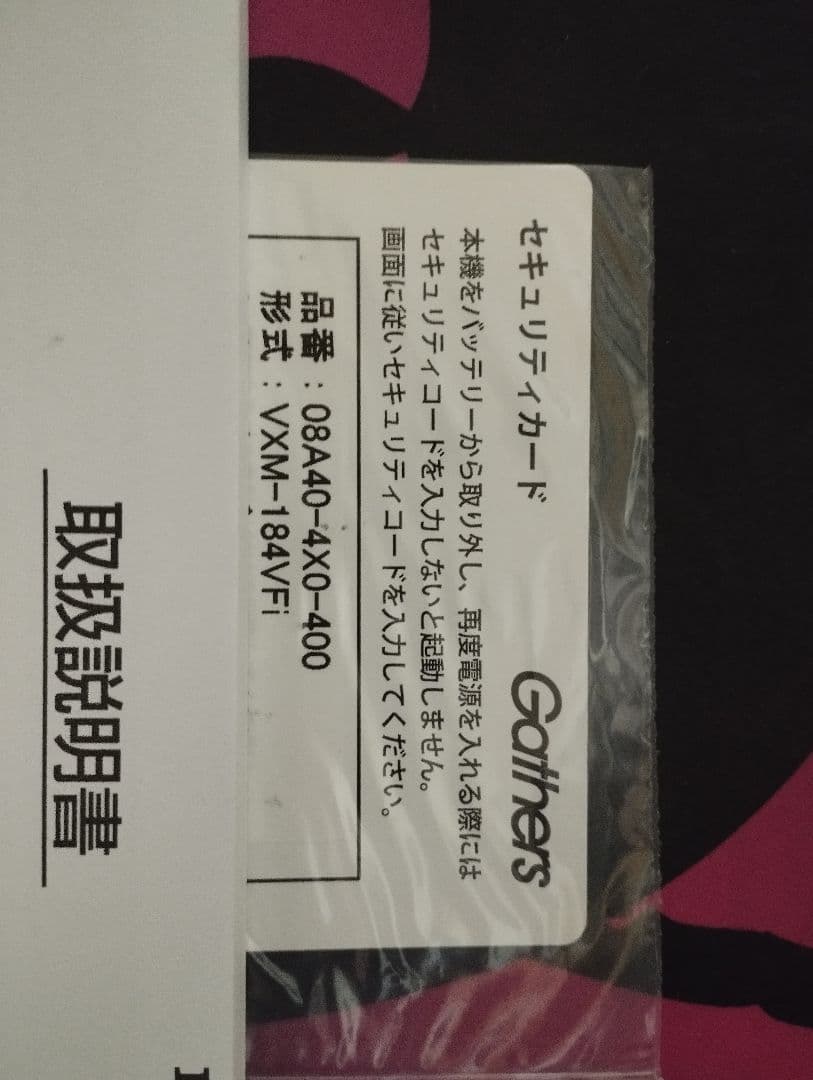 セキュリティカード
Gathers
本機をバッテリーから取り外し、再度電源を入れる際には
セキュリティコードを入力しないと起動しません。
画面に従いセキュリティコードを入力してください。
品番：08A40-4X0-400
形式：VXM-184VFi
取扱説明書